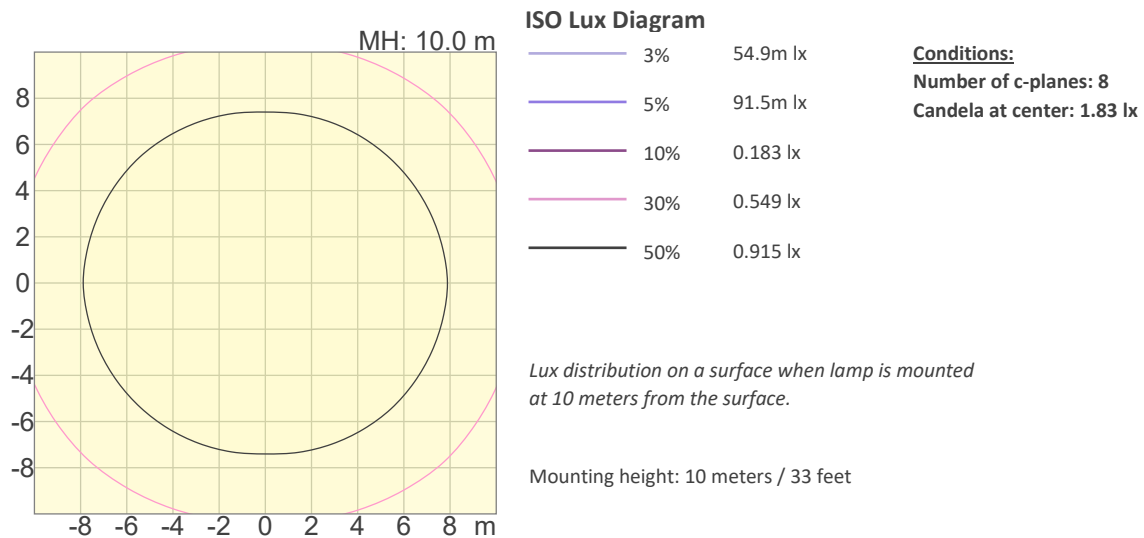 ISO Lux Diagram
MH: 10.0 m
8
6
4
2
0
-2
-4
-6
-8
-8 -6 -4 -2 0 2 4 6 8 m
3% 54.9m lx
5% 91.5m lx
10% 0.183 lx
30% 0.549 lx
50% 0.915 lx
Conditions:
Number of c-planes: 8
Candela at center: 1.83 lx
Lux distribution on a surface when lamp is mounted
at 10 meters from the surface.
Mounting height: 10 meters / 33 feet